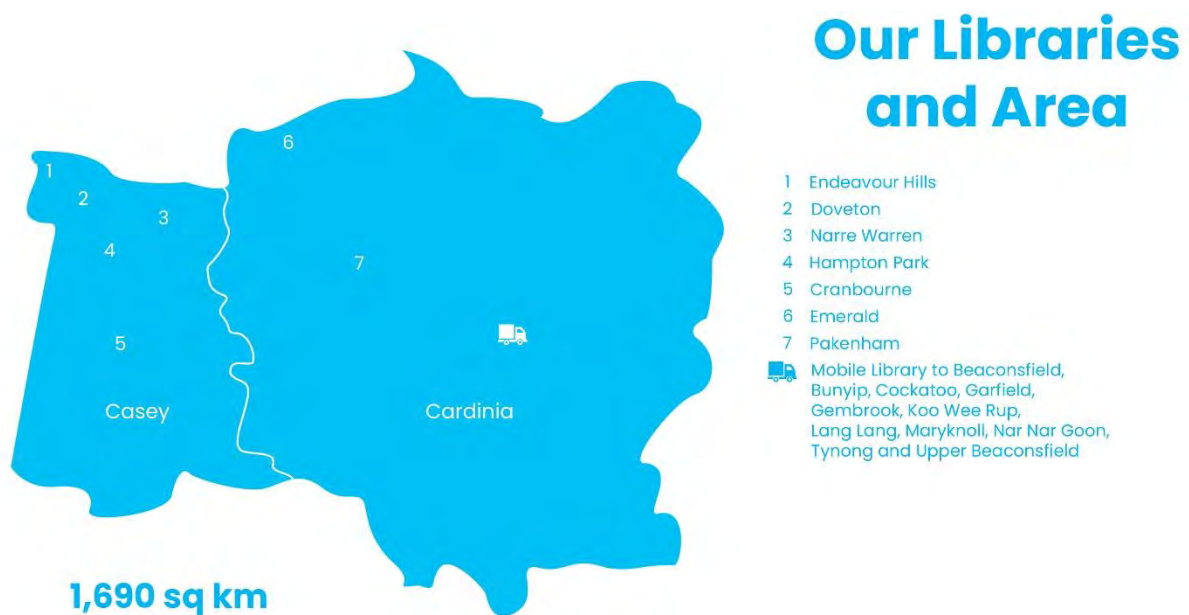 Our Libraries
and Area
6
1
2
3
4
7
5
Casey
Cardinia
1,690 sq km
1 Endeavour Hills
2 Doveton
3 Narre Warren
4 Hampton Park
5 Cranbourne
6 Emerald
7 Pakenham
Mobile Library to Beaconsfield,
Bunyip, Cockatoo, Garfield,
Gembrook, Koo Wee Rup,
Lang Lang, Maryknoll, Nar Nar Goon,
Tynong and Upper Beaconsfield